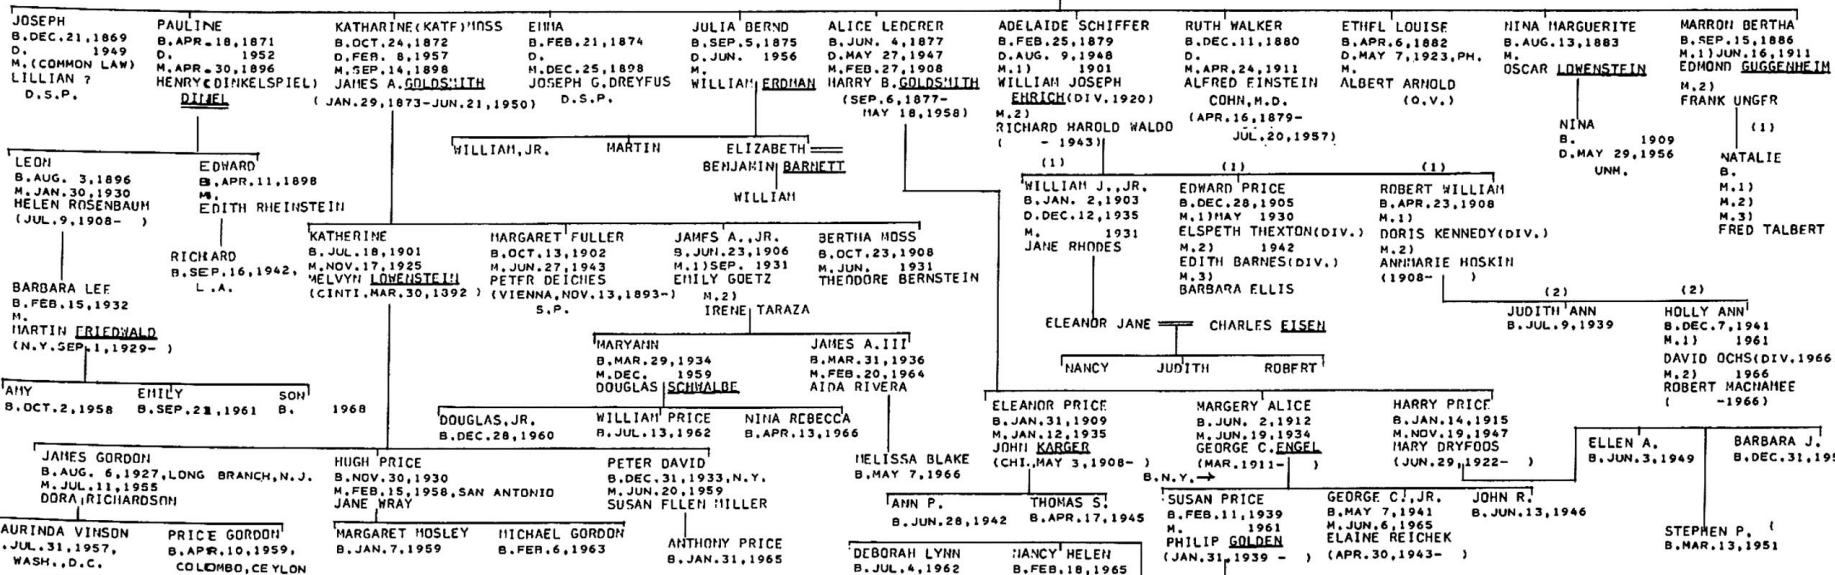 JOSEPH
B.DEC.21,1869
D. 1949
M.(COMMON LAW)
LILLIAN ?
D.S.P.
PAULINE
B.APR.18,1871
D. 1952
M.APR.30,1896
HENRY(DINKELSPIEL)
DINEL
KATHARINE(KATE)MOSS
B.OCT.24,1872
D.FEB.8,1957
M.SEP.14,1898
JAMES A.GOLDSMITH
(JAN.29,1873-JUN.21,1950)
EMMA
B.FEB.21,1874
D.
M.DEC.25,1898
JOSEPH G.DREYFUS
D.S.P.
JULIA BERND
B.SEP.5,1875
D.JUN. 1956
M.
WILLIAM ERDMAN
ALICE LEDERER
B.JUN. 4,1877
D.MAY 27,1947
M.FEB.27,1908
HARRY B.GOLDSMITH
(SEP.6,1877-
MAY 18,1958)
ADELAIDE SCHIFFER
B.FEB.25,1879
D.AUG. 9,1948
M.1) 1901
WILLIAM JOSEPH
EHRICH(DIV.1920)
M.2)
RICHARD HAROLD WALDO
( - 1943)
RUTH WALKER
B.DEC.11,1880
D.
M.APR.24,1911
ALFRED EINSTEIN
COHN,M.D.
(APR.16,1879-
JUL.20,1957)
ETHEL LOUISE
B.APR.6,1882
D.MAY 7,1923,PH.
M.
ALBERT ARNOLD
(O.V.)
NINA MARGUERITE
B.AUG.13,1883
M.
OSCAR LOWENSTEIN
MARRON BERTHA
B.SEP.15,1886
M.1)JUN.16,1911
EDMOND GUGGENHEIM
M.2)
FRANK UNGER
WILLIAM,JR.
MARTIN
ELIZABETH
BENJAMIN BARNETT
WILLIAM
NINA
B. 1909
D.MAY 29,1956
UNM.
(1)
NATALIE
B.
M.1)
M.2)
M.3)
FRED TALBERT
LEON
B.AUG. 3,1896
M.JAN.30,1930
HELEN ROSENBAUM
(JUL.9,1908- )
EDWARD
B.APR.11,1898
M.
EDITH RHEINSTEIN
(1)
WILLIAM J.,JR.
B.JAN. 2,1903
D.DEC.12,1935
M. 1931
JANE RHODES
(1)
EDWARD PRICE
B.DEC.28,1905
M.1)MAY 1930
ELSPETH THEXTON(DIV.)
M.2) 1942
EDITH BARNES(DIV.)
M.3)
BARBARA ELLIS
(1)
ROBERT WILLIAM
B.APR.23,1908
M.1)
DORIS KENNEDY(DIV.)
M.2)
ANNMARIE HOSKIN
(1908- )
RICHARD
B.SEP.16,1942,
L.A.
KATHERINE
B.JUL.18,1901
M.NOV.17,1925
MELVYN LOWENSTEIN
(CINTI.MAR.30,1392)
MARGARET FULLER
B.OCT.13,1902
M.JUN.27,1943
PETER DEICHES
(VIENNA,NOV.13,1893-)
S.P.
JAMES A.,JR.
B.JUN.23,1906
M.1)SEP. 1931
EMILY GOETZ
M.2)
IRENE TARAZA
BERTHA MOSS
B.OCT.23,1908
M.JUN. 1931
THEODORE BERNSTEIN
BARBARA LEE
B.FEB.15,1932
M.
MARTIN FRIEDWALD
(N.Y.SEP.1,1929- )
ELEANOR JANE
CHARLES EISEN
NANCY
JUDITH
ROBERT
(2)
JUDITH ANN
B.JUL.9,1939
(2)
HOLLY ANN
B.DEC.7,1941
M.1) 1961
DAVID OCHS(DIV.1966
M.2) 1966
ROBERT MACNAMEE
( -1966)
MARYANN
B.MAR.29,1934
M.DEC. 1959
DOUGLAS SCHWALBE
JAMES A.III
B.MAR.31,1936
M.FEB.20,1964
AIDA RIVERA
AMY
B.OCT.2,1958
EMILY
B.SEP.21,1961
SON
B. 1968
DOUGLAS,JR.
B.DEC.28,1960
WILLIAM PRICE
B.JUL.13,1962
NINA REBECCA
B.APR.13,1966
ELEANOR PRICE
B.JAN.31,1909
M.JAN.12,1935
JOHN KARGER
(CHI.,MAY 3,1908- )
MARGERY ALICE
B.JUN. 2,1912
M.JUN.19,1934
GEORGE C.ENGEL
(MAR.1911- )
HARRY PRICE
B.JAN.14,1915
M.NOV.19,1947
MARY DRYFOOS
(JUN.29,1922- )
ELLEN A.
B.JUN.3,1949
BARBARA J.
B.DEC.31,195
JAMES GORDON
B.AUG. 6,1927,LONG BRANCH,N.J.
M.JUL.11,1955
DORA RICHARDSON
HUGH PRICE
B.NOV.30,1930
M.FEB.15,1958,SAN ANTONIO
JANE WRAY
PETER DAVID
B.DEC.31,1933,N.Y.
M.JUN.20,1959
SUSAN ELLEN MILLER
MELISSA BLAKE
B.MAY 7,1966
B.N.Y.→
ANN P.
B.JUN.28,1942
THOMAS S.
B.APR.17,1945
SUSAN PRICE
B.FEB.11,1939
M. 1961
PHILIP GOLDEN
(JAN.31,1939 - )
GEORGE C.,JR.
B.MAY 7,1941
M.JUN.6,1965
ELAINE REICHEK
(APR.30,1943- )
JOHN R.
B.JUN.13,1946
STEPHEN P. (
B.MAR.13,1951
AURINDA VINSON
.JUL.31,1957,
WASH.,D.C.
PRICE GORDON
B.APR.10,1959,
COLOMBO,CEYLON
MARGARET MOSLEY
B.JAN.7,1959
MICHAEL GORDON
B.FEB.6,1963
ANTHONY PRICE
B.JAN.31,1965
DEBORAH LYNN
B.JUL.4,1962
NANCY HELEN
B.FEB.18,1965